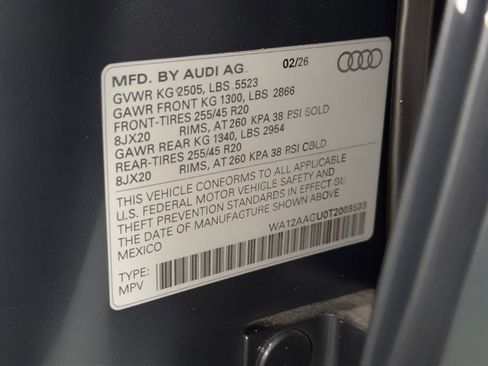 MFD. BY AUDI AG. 02/26
GVWR KG 2505, LBS 5523
GAWR FRONT KG 1300, LBS 2866
FRONT-TIRES 255/45 R20
8JX20 RIMS, AT 260 KPA 38 PSI COLD
GAWR REAR KG 1340, LBS 2954
REAR-TIRES 255/45 R20
8JX20 RIMS, AT 260 KPA 38 PSI COLD
THIS VEHICLE CONFORMS TO ALL APPLICABLE
U.S. FEDERAL MOTOR VEHICLE SAFETY AND
THEFT PREVENTION STANDARDS IN EFFECT ON
THE DATE OF MANUFACTURE SHOWN ABOVE
MEXICO
TYPE:
MPV